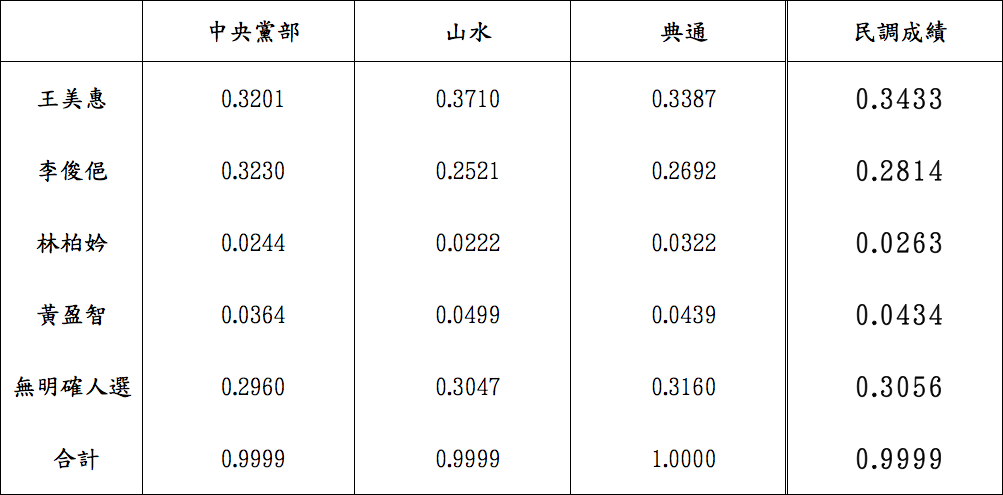 中央黨部 山水 典通 民調成績
王美惠 0.3201 0.3710 0.3387 0.3433
李俊俋 0.3230 0.2521 0.2692 0.2814
林柏妗 0.0244 0.0222 0.0322 0.0263
黃盈智 0.0364 0.0499 0.0439 0.0434
無明確人選 0.2960 0.3047 0.3160 0.3056
合計 0.9999 0.9999 1.0000 0.9999